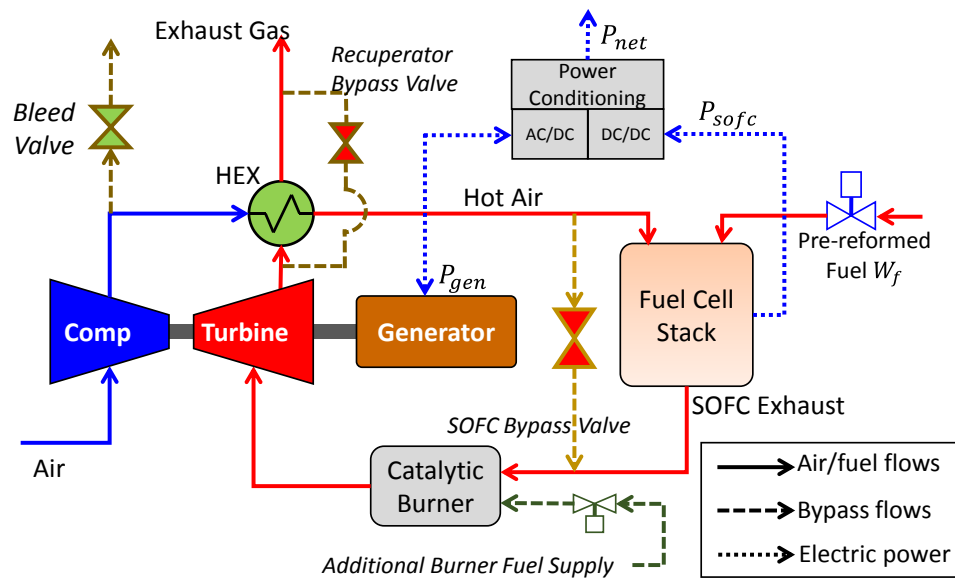 Exhaust Gas
Recuperator
Bypass Valve
P_net
Power
Conditioning
AC/DC
DC/DC
P_sofc
Bleed
Valve
HEX
Hot Air
Pre-reformed
Fuel W_f
P_gen
Comp
Turbine
Generator
Fuel Cell
Stack
SOFC Exhaust
SOFC Bypass Valve
Air
Catalytic
Burner
Additional Burner Fuel Supply
Air/fuel flows
Bypass flows
Electric power